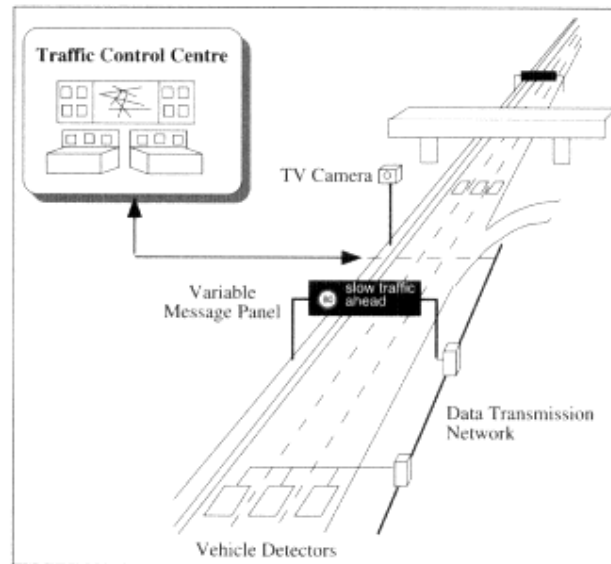 Traffic Control Centre
TV Camera
Variable
Message Panel
slow traffic
ahead
Data Transmission
Network
Vehicle Detectors